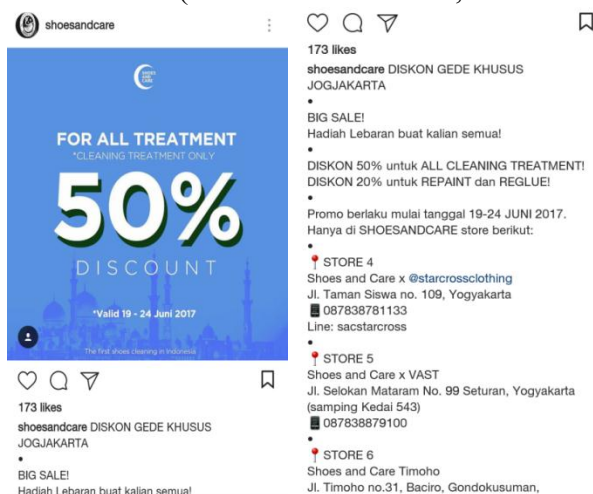 shoesandcare
SHOES
AND
CARE
FOR ALL TREATMENT
*CLEANING TREATMENT ONLY
50%
DISCOUNT
*Valid 19 - 24 Juni 2017
The first shoes cleaning in Indonesia
173 likes
shoesandcare DISKON GEDE KHUSUS
JOGJAKARTA
•
BIG SALE!
Hadiah Lebaran buat kalian semua!
173 likes
shoesandcare DISKON GEDE KHUSUS
JOGJAKARTA
•
BIG SALE!
Hadiah Lebaran buat kalian semua!
•
DISKON 50% untuk ALL CLEANING TREATMENT!
DISKON 20% untuk REPAINT dan REGLUE!
•
Promo berlaku mulai tanggal 19-24 JUNI 2017.
Hanya di SHOESANDCARE store berikut:
•
📍 STORE 4
Shoes and Care x @starcrossclothing
Jl. Taman Siswa no. 109, Yogyakarta
📱 087838781133
Line: sacstarcross
•
📍 STORE 5
Shoes and Care x VAST
Jl. Selokan Mataram No. 99 Seturan, Yogyakarta
(samping Kedai 543)
📱 087838879100
•
📍 STORE 6
Shoes and Care Timoho
Jl. Timoho no.31, Baciro, Gondokusuman,